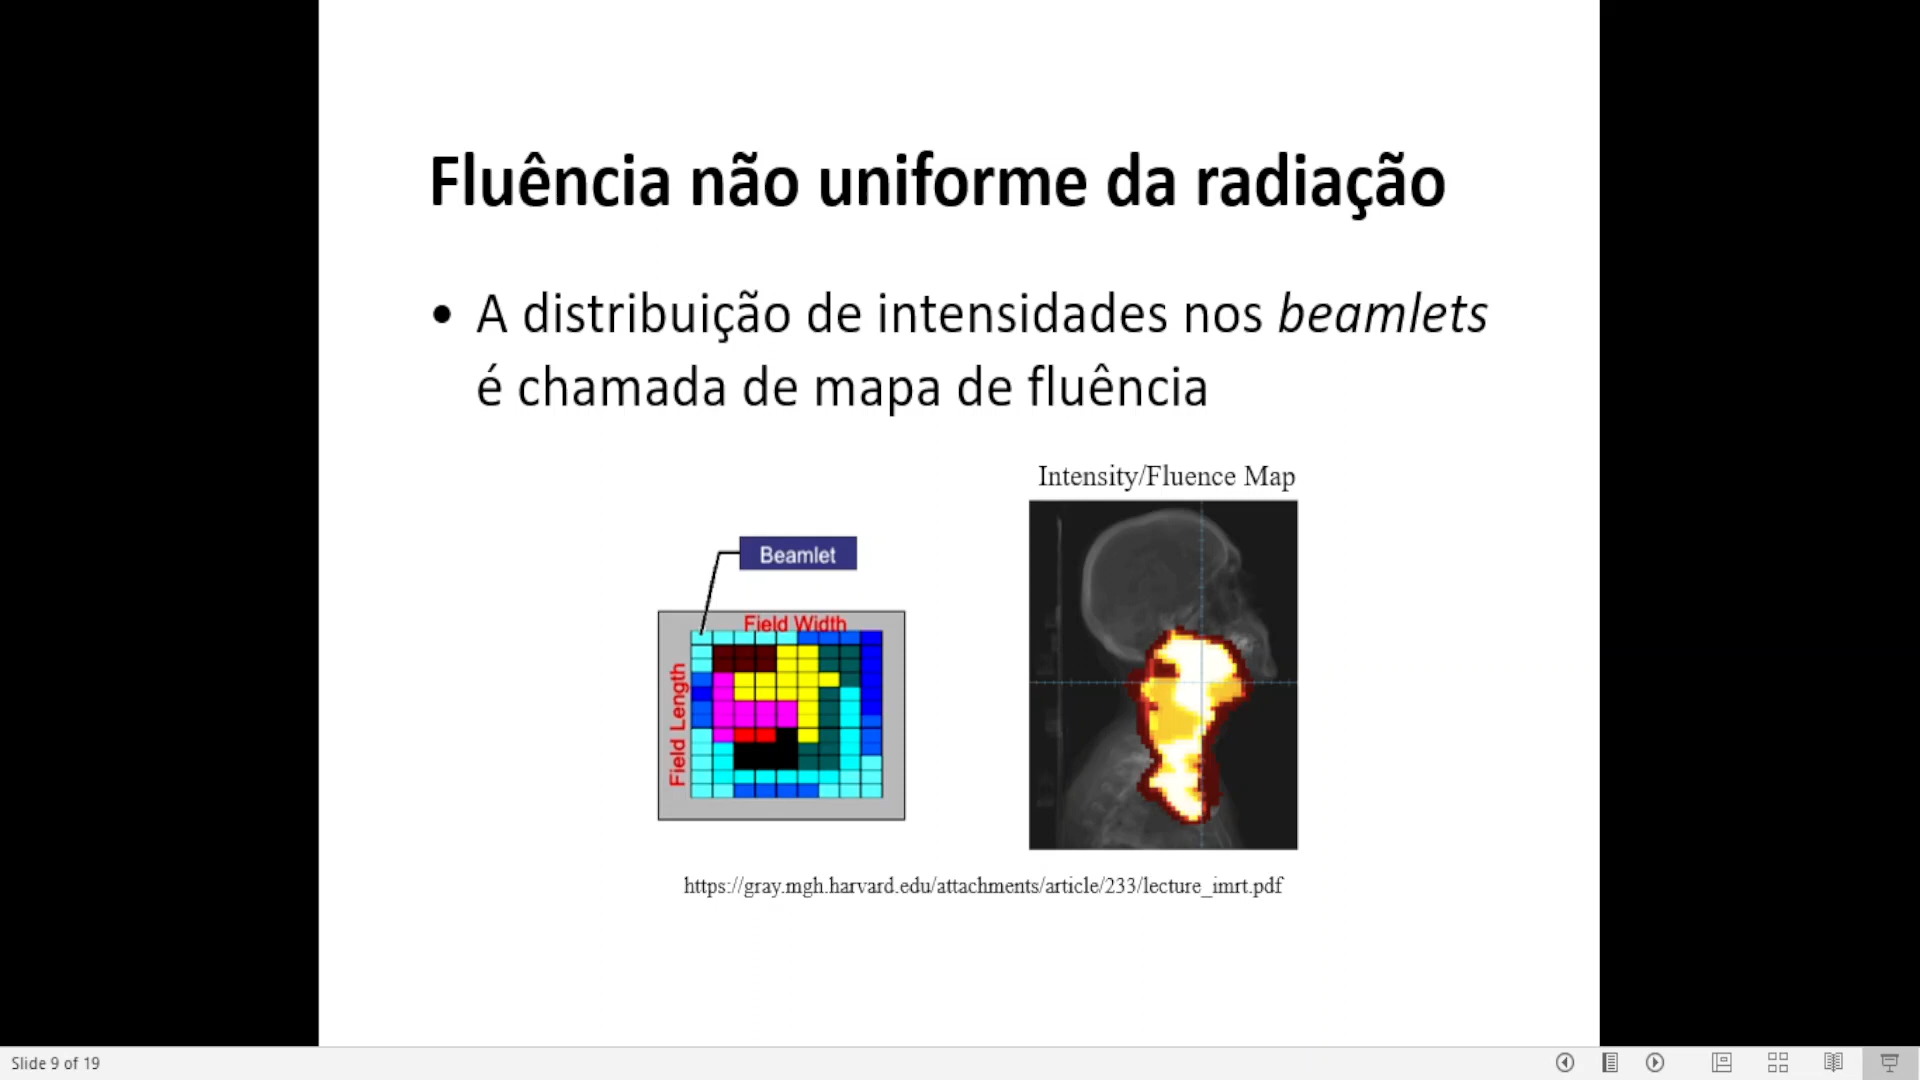 Fluência não uniforme da radiação
• A distribuição de intensidades nos beamlets
é chamada de mapa de fluência
Intensity/Fluence Map
Beamlet
Field Width
Field Length
https://gray.mgh.harvard.edu/attachments/article/233/lecture_imrt.pdf
Slide 9 of 19